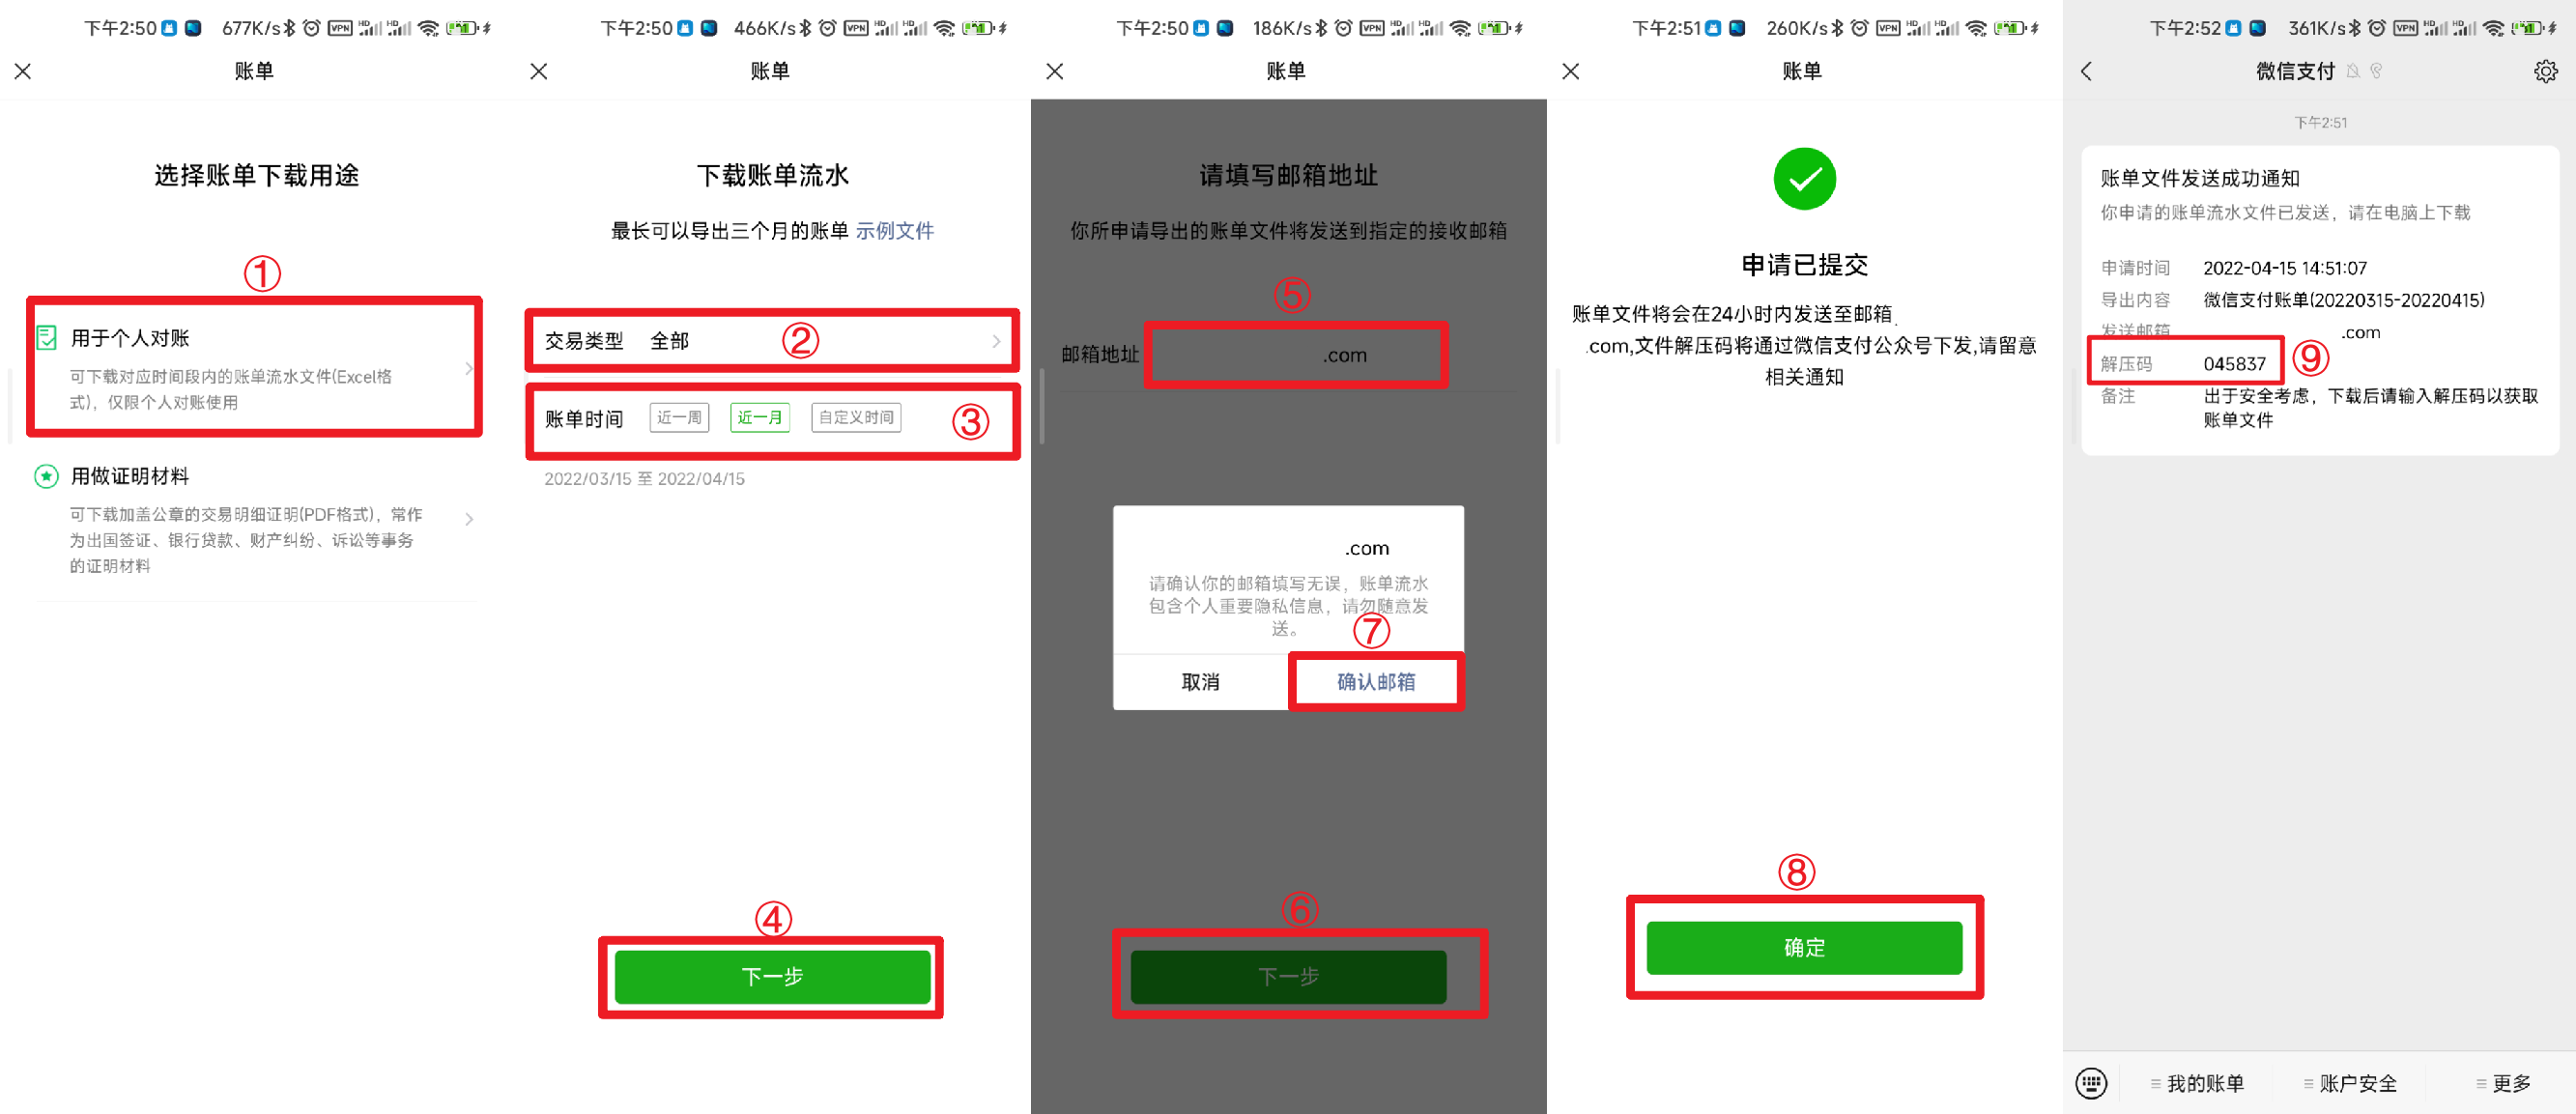 下午2:50 677K/s VPN HD HD
账单
选择账单下载用途
①
用于个人对账
可下载对应时间段内的账单流水文件(Excel格
式)，仅限个人对账使用
用做证明材料
可下载加盖公章的交易明细证明(PDF格式)，常作
为出国签证、银行贷款、财产纠纷、诉讼等事务
的证明材料
下午2:50 466K/s VPN HD HD
账单
下载账单流水
最长可以导出三个月的账单 示例文件
交易类型 全部 ②
账单时间 近一周 近一月 自定义时间 ③
2022/03/15 至 2022/04/15
④
下一步
下午2:50 186K/s VPN HD HD
账单
请填写邮箱地址
你所申请导出的账单文件将发送到指定的接收邮箱
⑤
邮箱地址 .com
.com
请确认你的邮箱填写无误，账单流水
包含个人重要隐私信息，请勿随意发
送。
⑦
取消 确认邮箱
⑥
下一步
下午2:51 260K/s VPN HD HD
账单
申请已提交
账单文件将会在24小时内发送至邮箱
.com,文件解压码将通过微信支付公众号下发,请留意
相关通知
⑧
确定
下午2:52 361K/s VPN HD HD
微信支付
下午2:51
账单文件发送成功通知
你申请的账单流水文件已发送，请在电脑上下载
申请时间 2022-04-15 14:51:07
导出内容 微信支付账单(20220315-20220415)
发送邮箱 .com
解压码 045837 ⑨
备注 出于安全考虑，下载后请输入解压码以获取
账单文件
我的账单 账户安全 更多